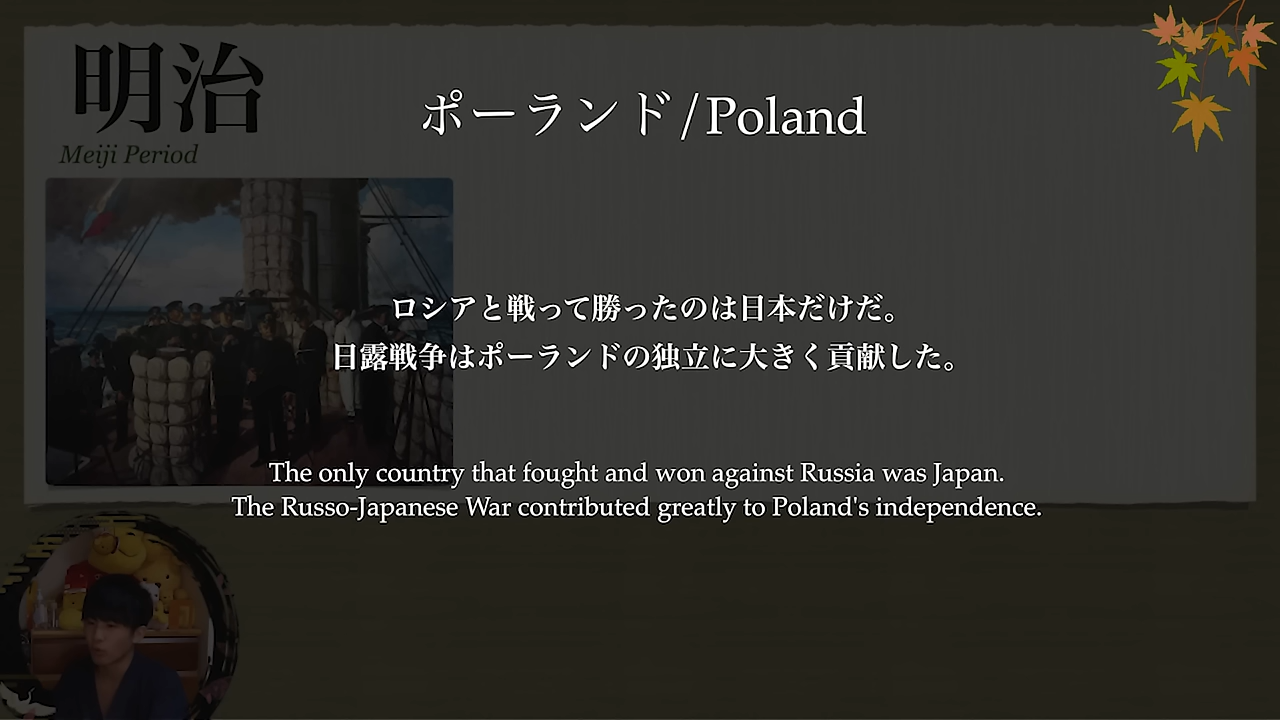 明治
Meiji Period
ポーランド/Poland
ロシアと戦って勝ったのは日本だけだ。
日露戦争はポーランドの独立に大きく貢献した。
The only country that fought and won against Russia was Japan.
The Russo-Japanese War contributed greatly to Poland's independence.